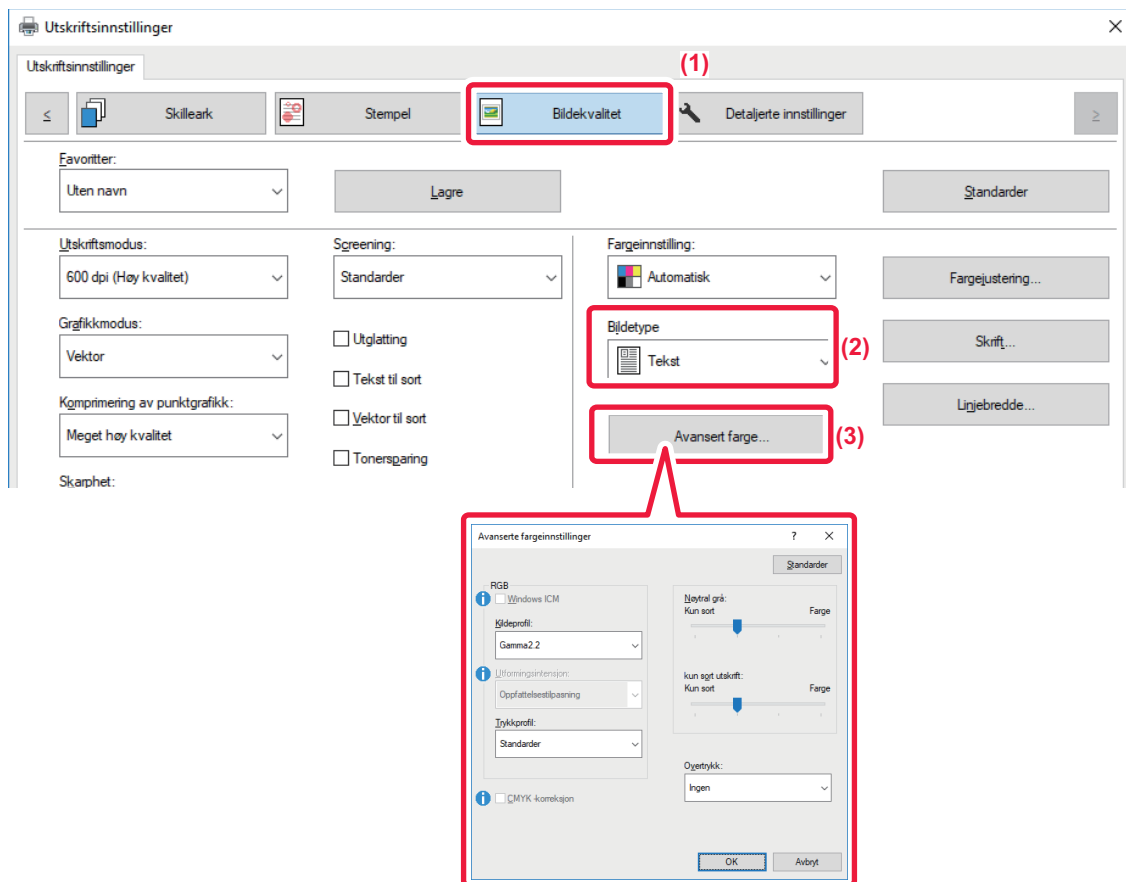 Utskriftsinnstillinger
Utskriftsinnstillinger
(1)
<
Skilleark
Stempel
Bildekvalitet
Detaljerte innstillinger
>
Favoritter:
Uten navn
Lagre
Standarder
Utskriftsmodus:
600 dpi (Høy kvalitet)
Screening:
Standarder
Fargeinnstilling:
Automatisk
Fargejustering...
Grafikkmodus:
Vektor
Utglatting
Bildetype
Tekst
(2)
Skrift...
Tekst til sort
Komprimering av punktgrafikk:
Meget høy kvalitet
Vektor til sort
Linjebredde...
Avansert farge...
(3)
Tonersparing
Skarphet:
Avanserte fargeinnstillinger
?
Standarder
RGB
Windows ICM
Kildeprofil:
Gamma2.2
Utformingsintensjon:
Oppfattelsestilpasning
Trykkprofil:
Standarder
CMYK -korreksjon
Nøytral grå:
Kun sort Farge
kun sort utskrift:
Kun sort Farge
Overtrykk:
Ingen
OK
Avbryt